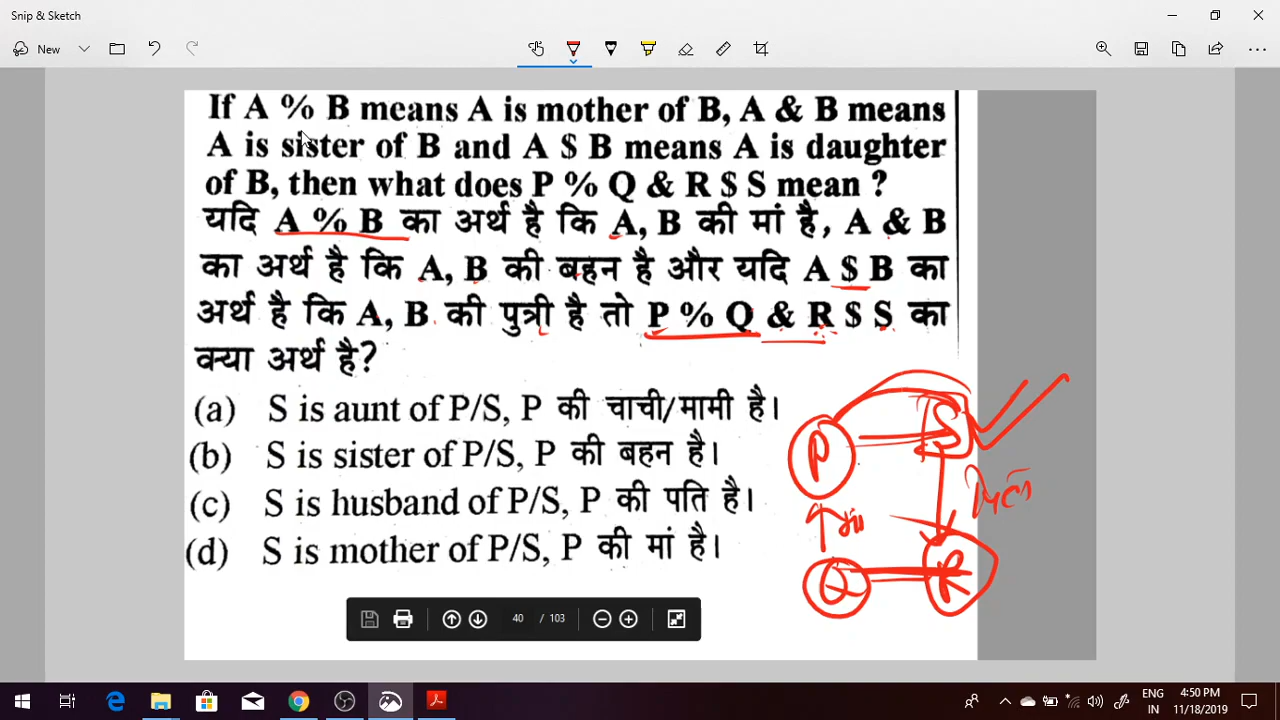 Snip & Sketch
New
If A % B means A is mother of B, A & B means
A is sister of B and A $ B means A is daughter
of B, then what does P % Q & R $ S mean ?
यदि A % B का अर्थ है कि A, B की मां है, A & B
का अर्थ है कि A, B की बहन है और यदि A $ B का
अर्थ है कि A, B की पुत्री है तो P % Q & R $ S का
क्या अर्थ है?
(a) S is aunt of P/S, P की चाची/मामी है।
(b) S is sister of P/S, P की बहन है।
(c) S is husband of P/S, P की पति है।
(d) S is mother of P/S, P की मां है।
P S
माँ
Q R
40 / 103
ENG
IN
4:50 PM
11/18/2019